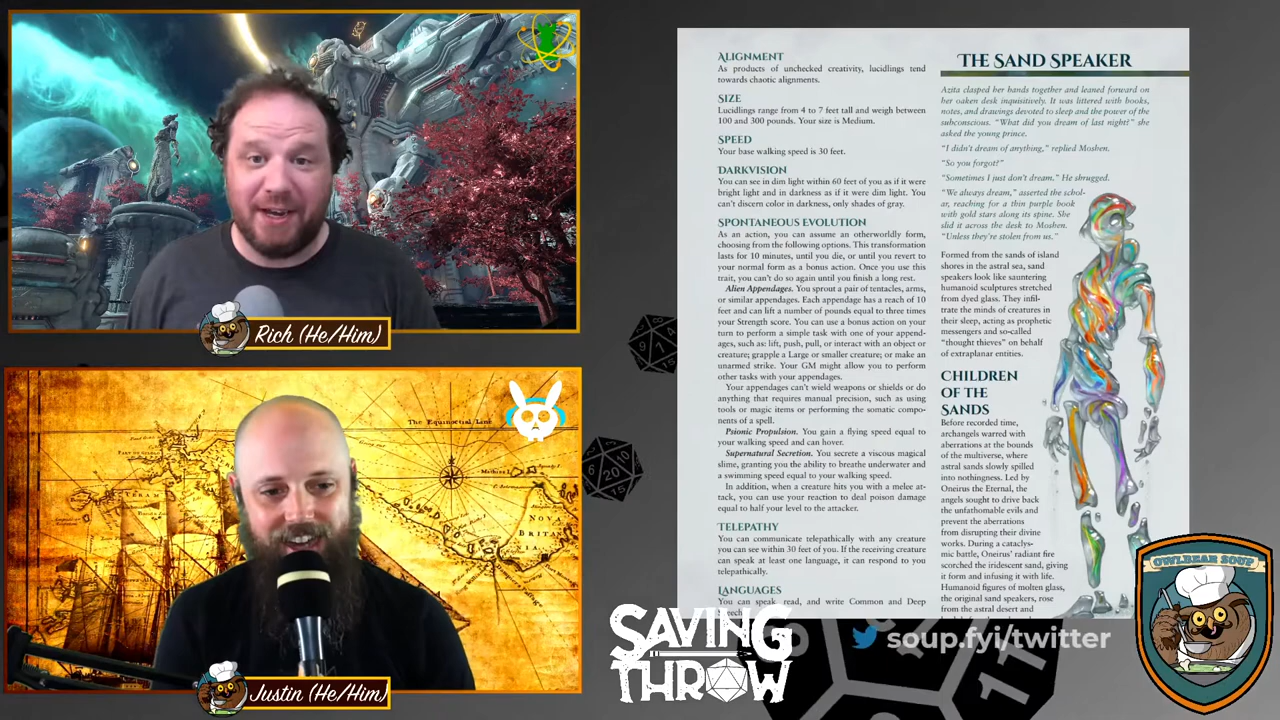 Rich (He/Him)
The Equinoctial Line
Justin (He/Him)
ALIGNMENT
As products of unchecked creativity, lucidlings tend
towards chaotic alignments.
SIZE
Lucidlings range from 4 to 7 feet tall and weigh between
100 and 300 pounds. Your size is Medium.
SPEED
Your base walking speed is 30 feet.
DARKVISION
You can see in dim light within 60 feet of you as if it were
bright light and in darkness as if it were dim light. You
can't discern color in darkness, only shades of gray.
SPONTANEOUS EVOLUTION
As an action, you can assume an otherworldly form,
choosing from the following options. This transformation
lasts for 10 minutes, until you die, or until you revert to
your normal form as a bonus action. Once you use this
trait, you can't do so again until you finish a long rest.
Alien Appendages. You sprout a pair of tentacles, arms,
or similar appendages. Each appendage has a reach of 10
feet and can lift a number of pounds equal to three times
your Strength score. You can use a bonus action on your
turn to perform a simple task with one of your append-
ages, such as: lift, push, pull, or interact with an object or
creature; grapple a Large or smaller creature; or make an
unarmed strike. Your GM might allow you to perform
other tasks with your appendages.
Your appendages can't wield weapons or shields or do
anything that requires manual precision, such as using
tools or magic items or performing the somatic compo-
nents of a spell.
Psionic Propulsion. You gain a flying speed equal to
your walking speed and can hover.
Supernatural Secretion. You secrete a viscous magical
slime, granting you the ability to breathe underwater and
a swimming speed equal to your walking speed.
In addition, when a creature hits you with a melee at-
tack, you can use your reaction to deal poison damage
equal to half your level to the attacker.
TELEPATHY
You can communicate telepathically with any creature
you can see within 30 feet of you. If the receiving creature
can speak at least one language, it can respond to you
telepathically.
LANGUAGES
You can speak, read, and write Common and Deep
THE SAND SPEAKER
Azita clasped her hands together and leaned forward on
her oaken desk inquisitively. It was littered with books,
notes, and drawings devoted to sleep and the power of the
subconscious. "What did you dream of last night?" she
asked the young prince.
"I didn't dream of anything," replied Moshen.
"So you forgot?"
"Sometimes I just don't dream." He shrugged.
"We always dream," asserted the schol-
ar, reaching for a thin purple book
with gold stars along its spine. She
slid it across the desk to Moshen.
"Unless they're stolen from us."
Formed from the sands of island
shores in the astral sea, sand
speakers look like sauntering
humanoid sculptures stretched
from dyed glass. They infil-
trate the minds of creatures in
their sleep, acting as prophetic
messengers and so-called
"thought thieves" on behalf
of extraplanar entities.
CHILDREN
OF THE
SANDS
Before recorded time,
archangels warred with
aberrations at the bounds
of the multiverse, where
astral sands slowly spilled
into nothingness. Led by
Oneirus the Eternal, the
angels sought to drive back
the unfathomable evils and
prevent the aberrations
from disrupting their divine
works. During a cataclys-
mic battle, Oneirus' radiant fire
scorched the iridescent sand, giving
it form and infusing it with life.
Humanoid figures of molten glass,
the original sand speakers, rose
from the astral desert and
SAVING
THROW
soup.fyi/twitter
OWLBEAR SOUP